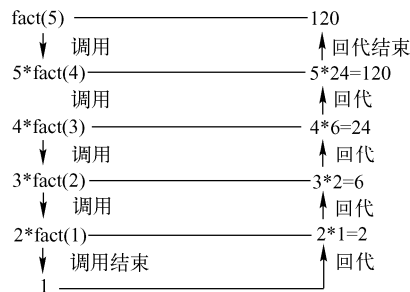 fact(5) 120
调用 回代结束
5*fact(4) 5*24=120
调用 回代
4*fact(3) 4*6=24
调用 回代
3*fact(2) 3*2=6
调用 回代
2*fact(1) 2*1=2
调用结束 回代
1